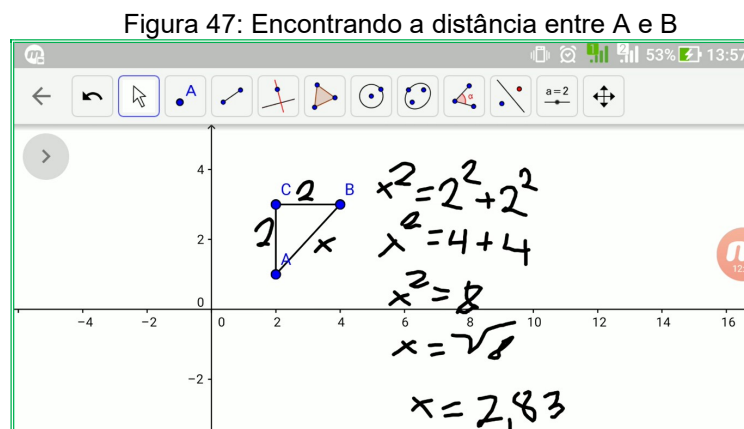 Figura 47: Encontrando a distância entre A e B
53% 13:57
A
α
a=2
4
C 2 B
x² = 2² + 2²
2 x
x² = 4 + 4
2
A
x² = 8
0
-4 -2 0 2 4 6 8 10 12 14 16
x = √8
-2
x = 2,83